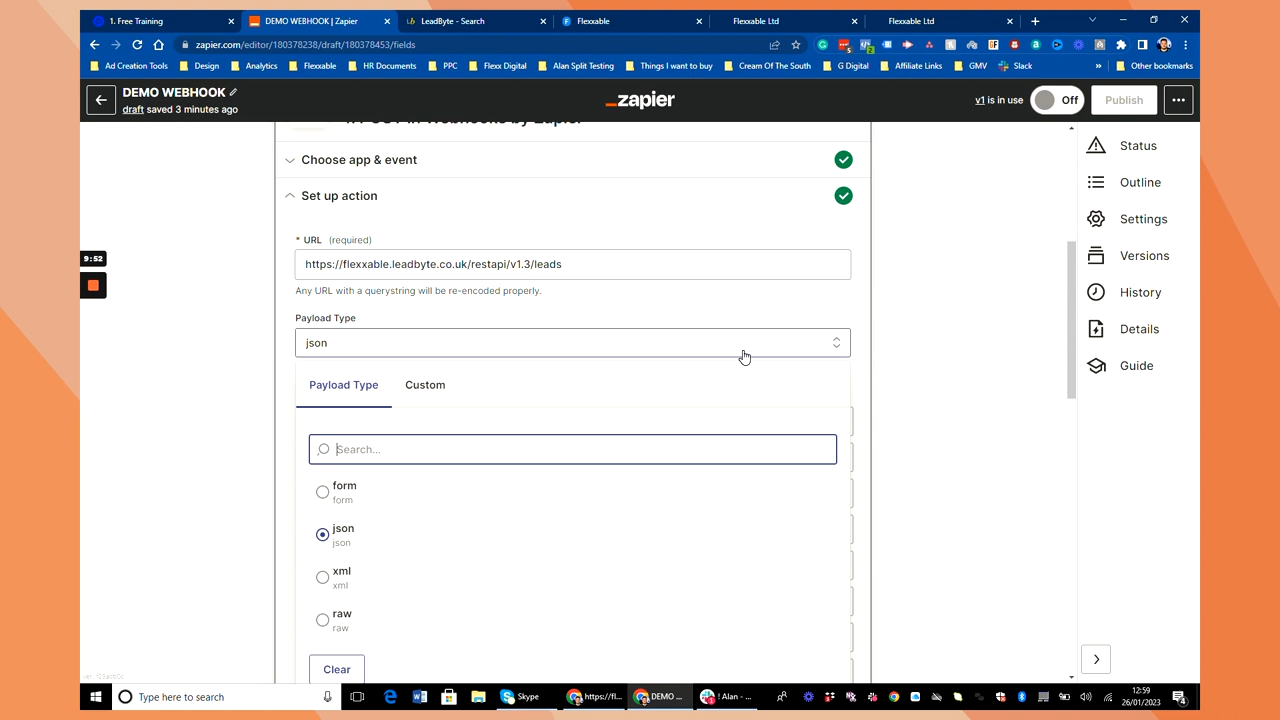 1. Free Training
DEMO WEBHOOK | Zapier
LeadByte - Search
Flexxable
Flexxable Ltd
Flexxable Ltd
zapier.com/editor/180378238/draft/180378453/fields
Ad Creation Tools
Design
Analytics
Flexxable
HR Documents
PPC
Flexx Digital
Alan Split Testing
Things I want to buy
Cream Of The South
G Digital
Affiliate Links
GMV
Slack
»
Other bookmarks
DEMO WEBHOOK
draft saved 3 minutes ago
_zapier
v1 is in use
Off
Publish
Choose app & event
Set up action
* URL (required)
https://flexxable.leadbyte.co.uk/restapi/v1.3/leads
Any URL with a querystring will be re-encoded properly.
Payload Type
json
Payload Type
Custom
Search...
form
form
json
json
xml
xml
raw
raw
Clear
Status
Outline
Settings
Versions
History
Details
Guide
9:52
Type here to search
Skype
https://fl...
DEMO ...
! Alan - ...
12:59
26/01/2023